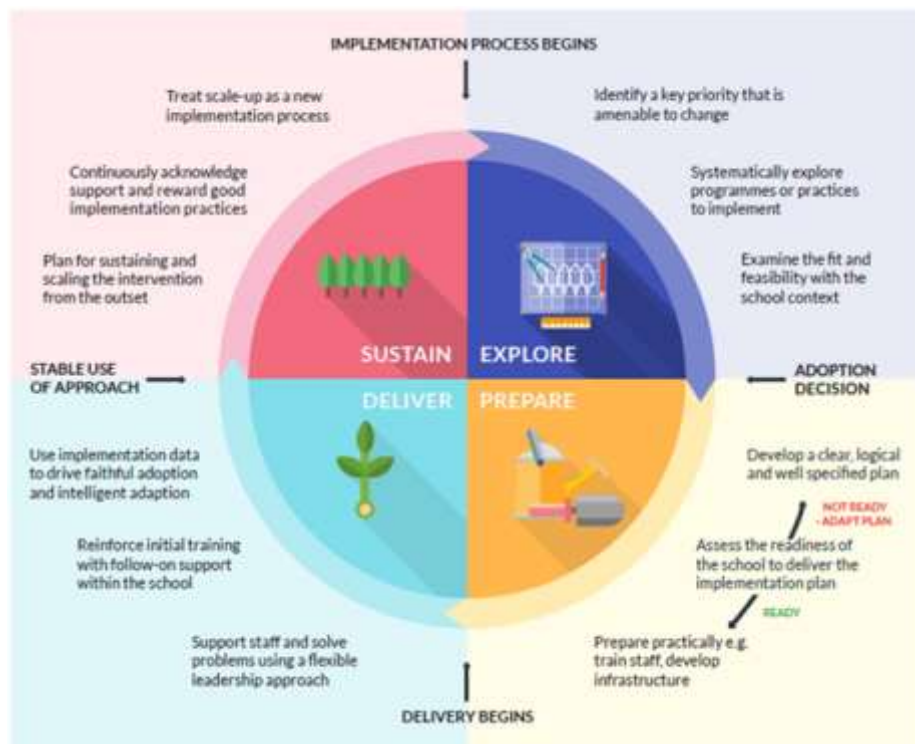 IMPLEMENTATION PROCESS BEGINS
Treat scale-up as a new
implementation process
Identify a key priority that is
amenable to change
Continuously acknowledge
support and reward good
implementation practices
Systematically explore
programmes or practices
to implement
Plan for sustaining and
scaling the intervention
from the outset
Examine the fit and
feasibility with the
school context
SUSTAIN
EXPLORE
STABLE USE
OF APPROACH
ADOPTION
DECISION
DELIVER
PREPARE
Use implementation data
to drive faithful adoption
and intelligent adaption
Develop a clear, logical
and well specified plan
NOT READY
- ADAPT PLAN
Reinforce initial training
with follow-on support
within the school
Assess the readiness of
the school to deliver the
implementation plan
READY
Support staff and solve
problems using a flexible
leadership approach
Prepare practically e.g.
train staff, develop
infrastructure
DELIVERY BEGINS